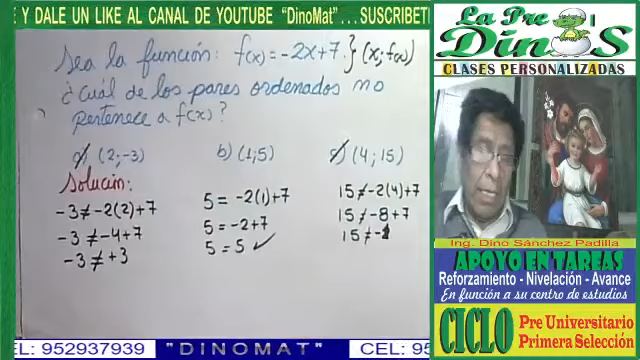 E Y DALE UN LIKE AL CANAL DE YOUTUBE "DinoMat"... SUSCRIBETE
La Pre
DinoS
CLASES PERSONALIZADAS
Sea la función: f(x) = -2x+7 } (x; f(x))
¿Cuál de los pares ordenados no
pertenece a f(x)?
a) (2;-3) b) (1;5) c) (4;15)
Solución:
-3 ≠ -2(2)+7 5 = -2(1)+7 15 ≠ -2(4)+7
-3 ≠ -4+7 5 = -2+7 15 ≠ -8+7
-3 ≠ +3 5 = 5 ✓ 15 ≠ -1
Ing. Dino Sánchez Padilla
APOYO EN TAREAS
Reforzamiento - Nivelación - Avance
En función a su centro de estudios
CICLO Pre Universitario
Primera Selección
EL: 952937939 "DINOMAT" CEL: 95